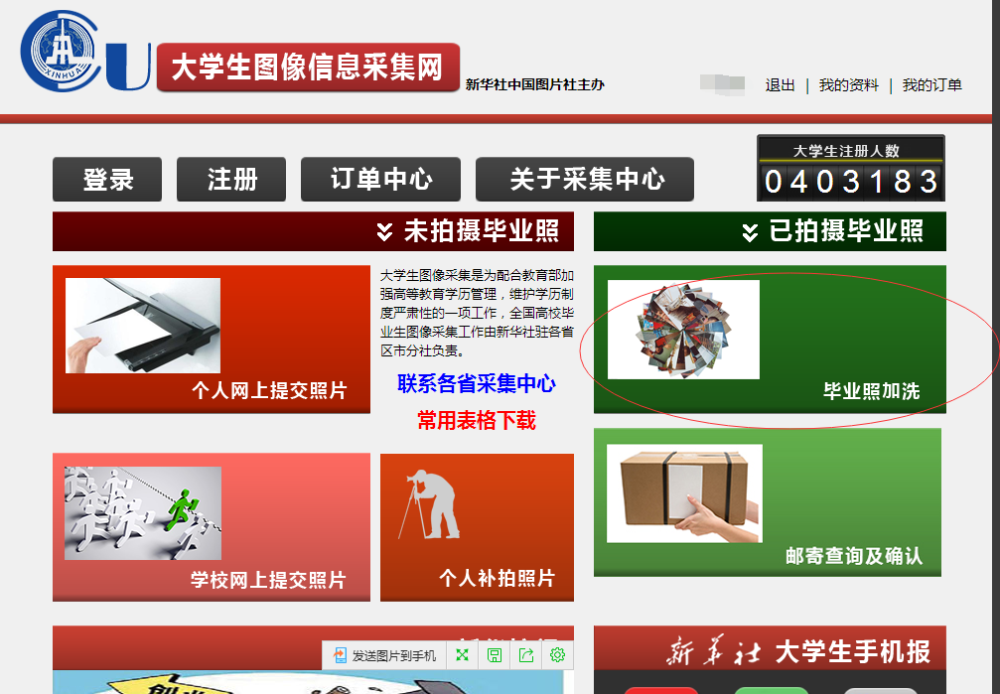 XINHUA
U
大学生图像信息采集网
新华社中国图片社主办
退出 | 我的资料 | 我的订单
登录
注册
订单中心
关于采集中心
大学生注册人数
0403183
未拍摄毕业照
已拍摄毕业照
个人网上提交照片
大学生图像采集是为配合教育部加
强高等教育学历管理，维护学历制
度严肃性的一项工作，全国高校毕
业生图像采集工作由新华社驻各省
区市分社负责。
联系各省采集中心
常用表格下载
毕业照加洗
学校网上提交照片
个人补拍照片
邮寄查询及确认
发送图片到手机
新华社 大学生手机报
创业